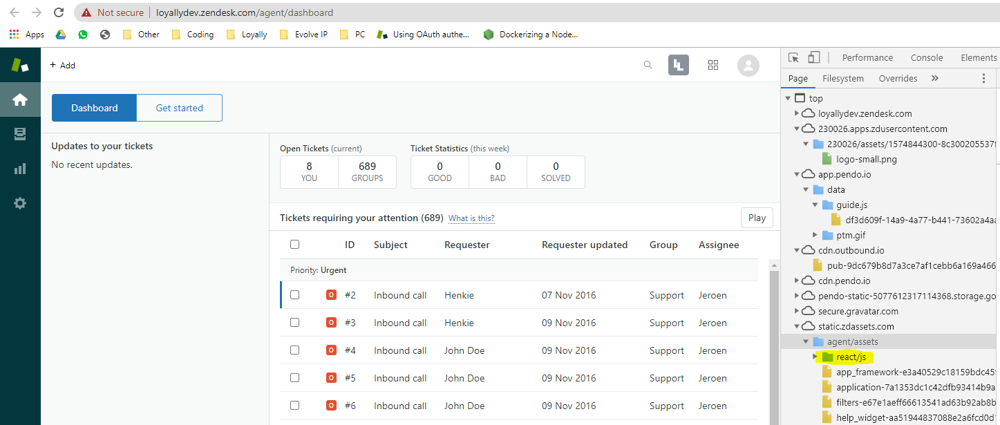 Not secure | loyallydev.zendesk.com/agent/dashboard
Apps Other Coding Loyally Evolve IP PC Using OAuth authe... Dockerizing a Node...
+ Add
Dashboard Get started
Updates to your tickets
No recent updates.
Open Tickets (current) Ticket Statistics (this week)
8 689 0 0 0
YOU GROUPS GOOD BAD SOLVED
Tickets requiring your attention (689) What is this? Play
ID Subject Requester Requester updated Group Assignee
Priority: Urgent
O #2 Inbound call Henkie 07 Nov 2016 Support Jeroen
O #3 Inbound call Henkie 09 Nov 2016 Support Jeroen
O #4 Inbound call John Doe 09 Nov 2016 Support Jeroen
O #5 Inbound call John Doe 09 Nov 2016 Support Jeroen
O #6 Inbound call John Doe 09 Nov 2016 Support Jeroen
Performance Console Elements
Page Filesystem Overrides »
top
loyallydev.zendesk.com
230026.apps.zdusercontent.com
230026/assets/1574844300-8c300205537f
logo-small.png
app.pendo.io
data
guide.js
df3d609f-14a9-4a77-b441-73602a4aa
ptm.gif
cdn.outbound.io
pub-9dc679b8d7a3ce7af1cebb6a169a466
cdn.pendo.io
pendo-static-5077612317114368.storage.go
secure.gravatar.com
static.zdassets.com
agent/assets
react/js
app_framework-e3a40529c18159bdc45f
application-7a1353dc1c42dfb93414b9a
filters-e67e1aeff66613541ad63b92ab8b
help_widget-aa51944837088e2a6fcd0d1